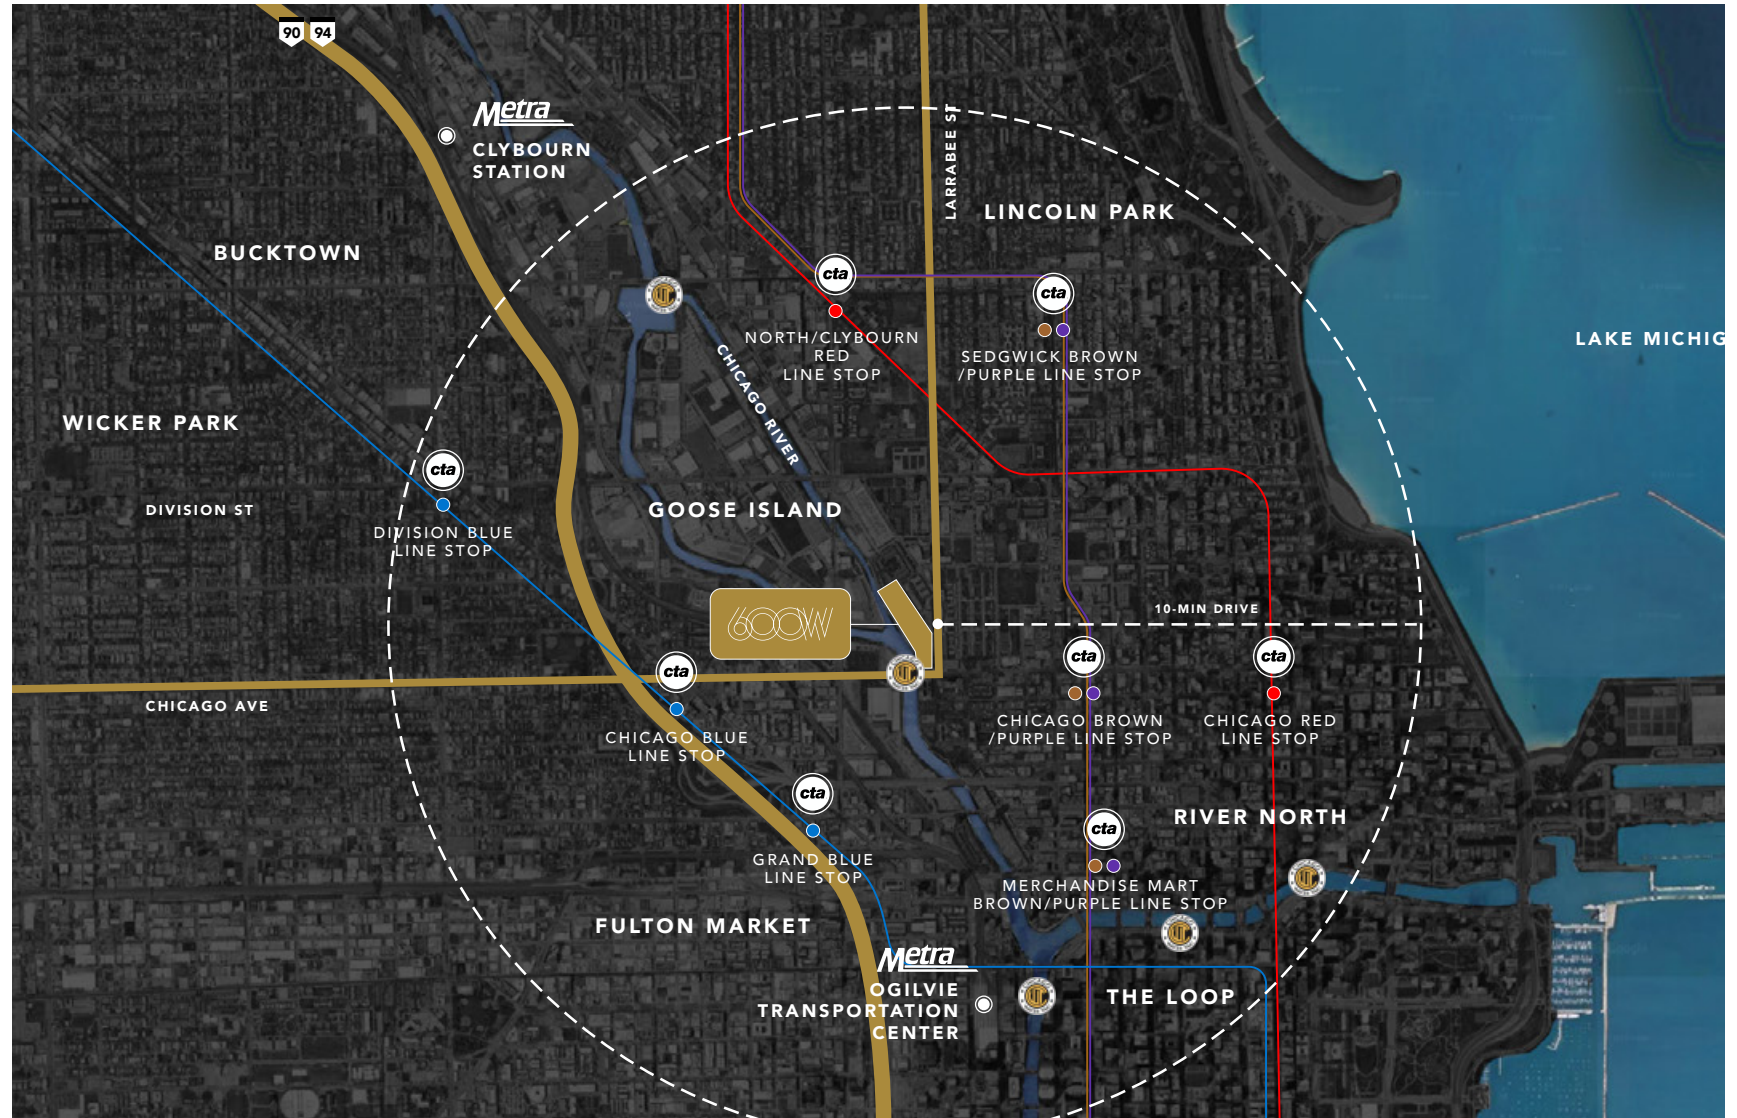 90 94
Metra
CLYBOURN
STATION
LARRABE ST
LINCOLN PARK
BUCKTOWN
cta
cta
NORTH/CLYBOURN
RED
LINE STOP
SEDGWICK BROWN
/PURPLE LINE STOP
LAKE MICHIG
CHICAGO RIVER
WICKER PARK
cta
DIVISION ST
GOOSE ISLAND
DIVISION BLUE
LINE STOP
600W
10-MIN DRIVE
cta
cta
cta
CHICAGO AVE
CHICAGO BLUE
LINE STOP
CHICAGO BROWN
/PURPLE LINE STOP
CHICAGO RED
LINE STOP
cta
cta
RIVER NORTH
GRAND BLUE
LINE STOP
MERCHANDISE MART
BROWN/PURPLE LINE STOP
FULTON MARKET
Metra
OGILVIE
TRANSPORTATION
CENTER
THE LOOP